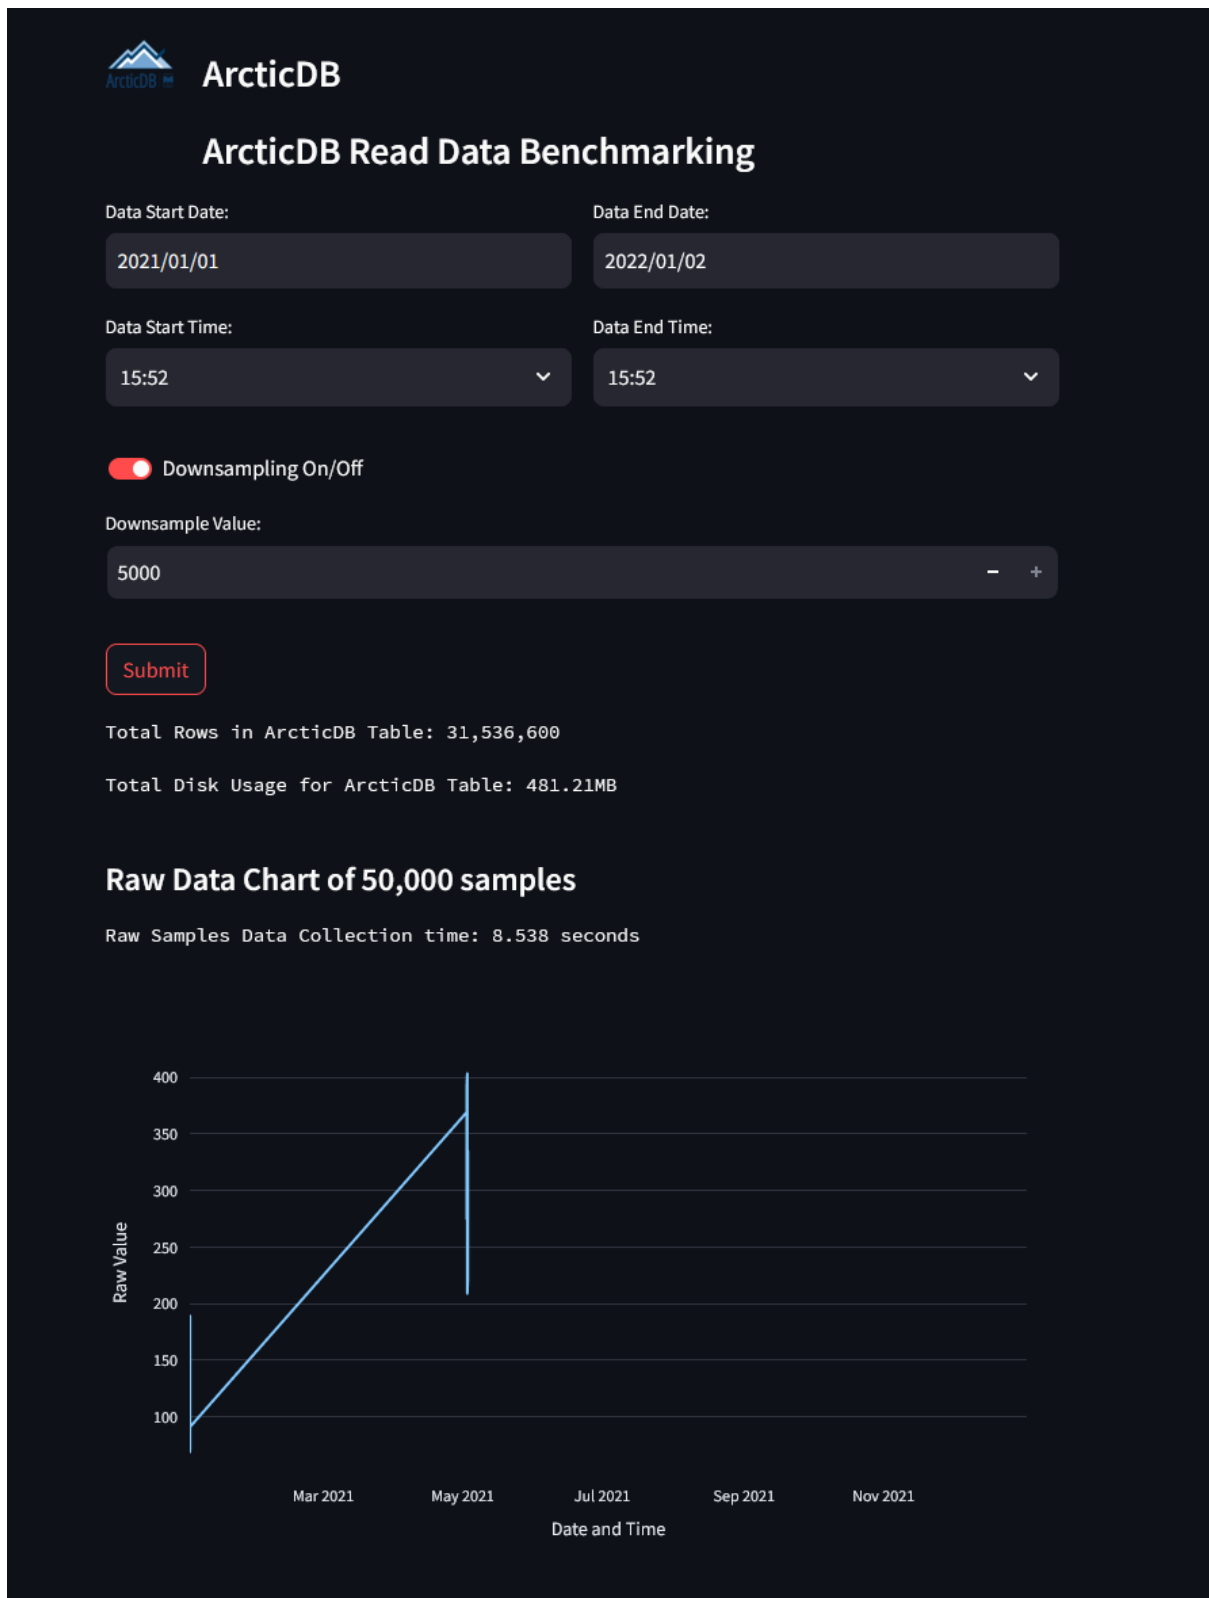 ArcticDB
ArcticDB
ArcticDB Read Data Benchmarking
Data Start Date:
Data End Date:
2021/01/01
2022/01/02
Data Start Time:
Data End Time:
15:52
15:52
Downsampling On/Off
Downsample Value:
5000
Submit
Total Rows in ArcticDB Table: 31,536,600
Total Disk Usage for ArcticDB Table: 481.21MB
Raw Data Chart of 50,000 samples
Raw Samples Data Collection time: 8.538 seconds
400
350
300
250
200
150
100
Raw Value
Mar 2021
May 2021
Jul 2021
Sep 2021
Nov 2021
Date and Time